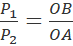 P₁/P₂ = OB/OA